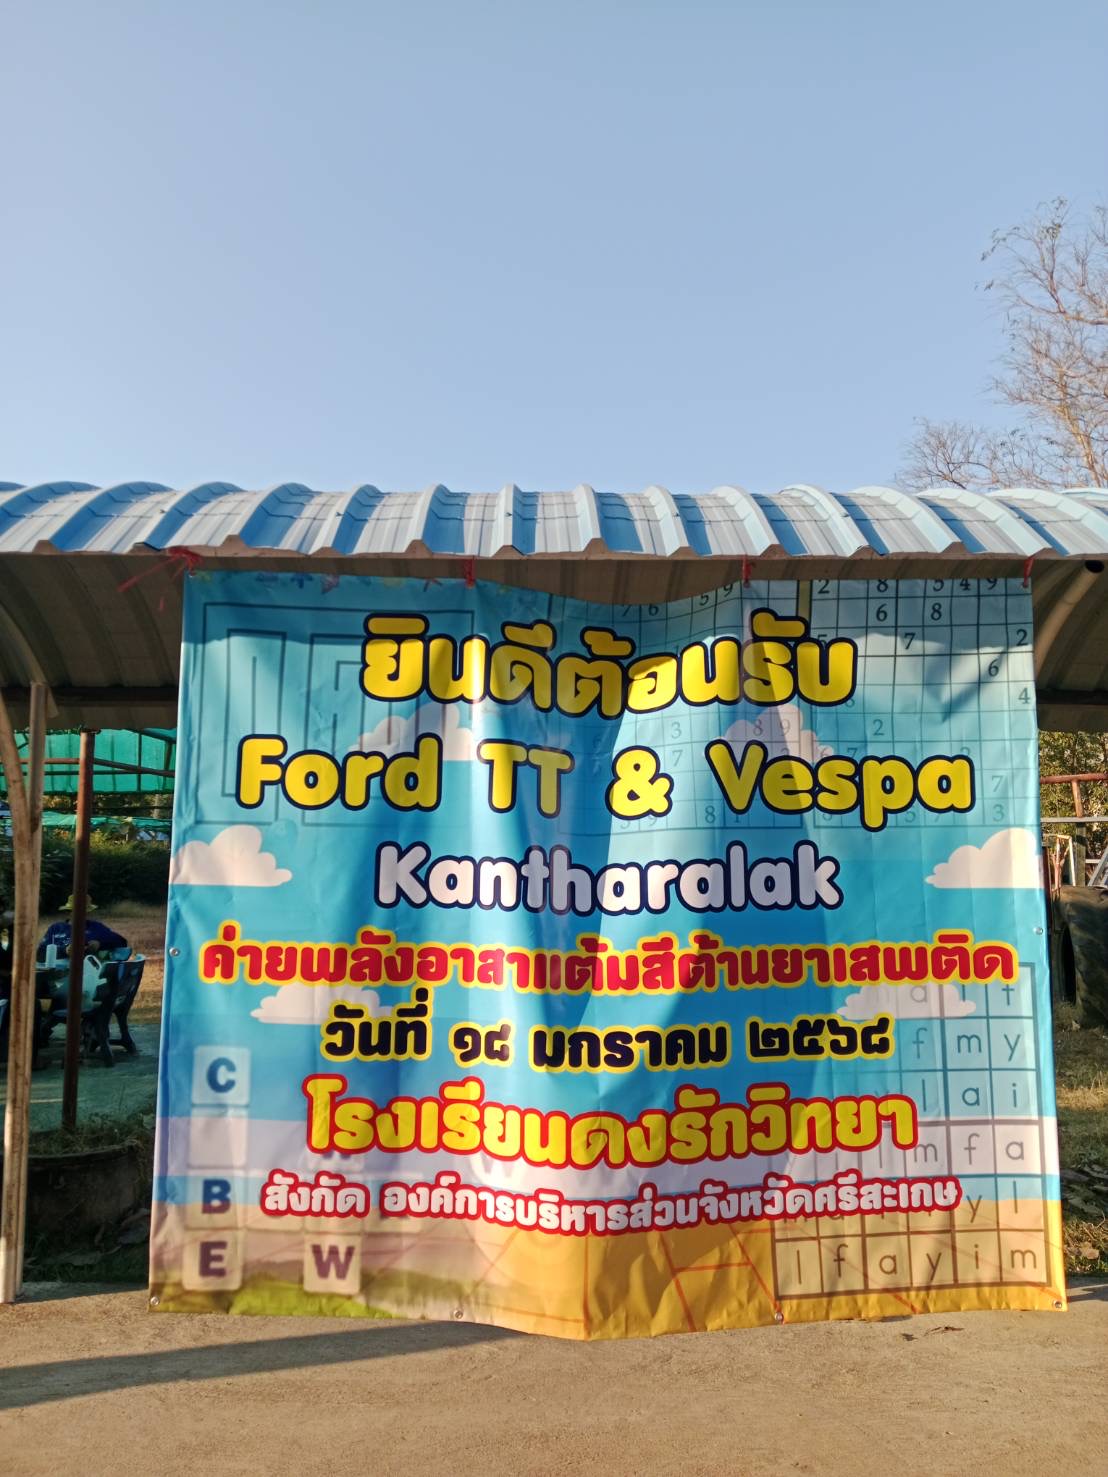 ยินดีต้อนรับ
Ford TT & Vespa
Kantharalak
ค่ายพลังอาสาแต้มสีต้านยาเสพติด
วันที่ ๑๘ มกราคม ๒๕๖๘
โรงเรียนดงรักวิทยา
สังกัด องค์การบริหารส่วนจังหวัดศรีสะเกษ
C
B
E W
f m y
l a i
m f a
y l
l f a y i m